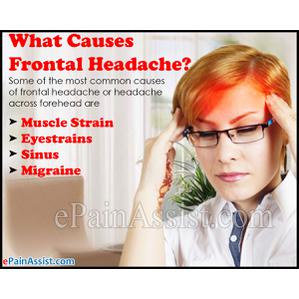 What Causes
Frontal Headache?
Some of the most common causes
of frontal headache or headache
across forehead are
➤ Muscle Strain
➤ Eyestrains
➤ Sinus
➤ Migraine
ePainAssist.com
ePainAssist.com